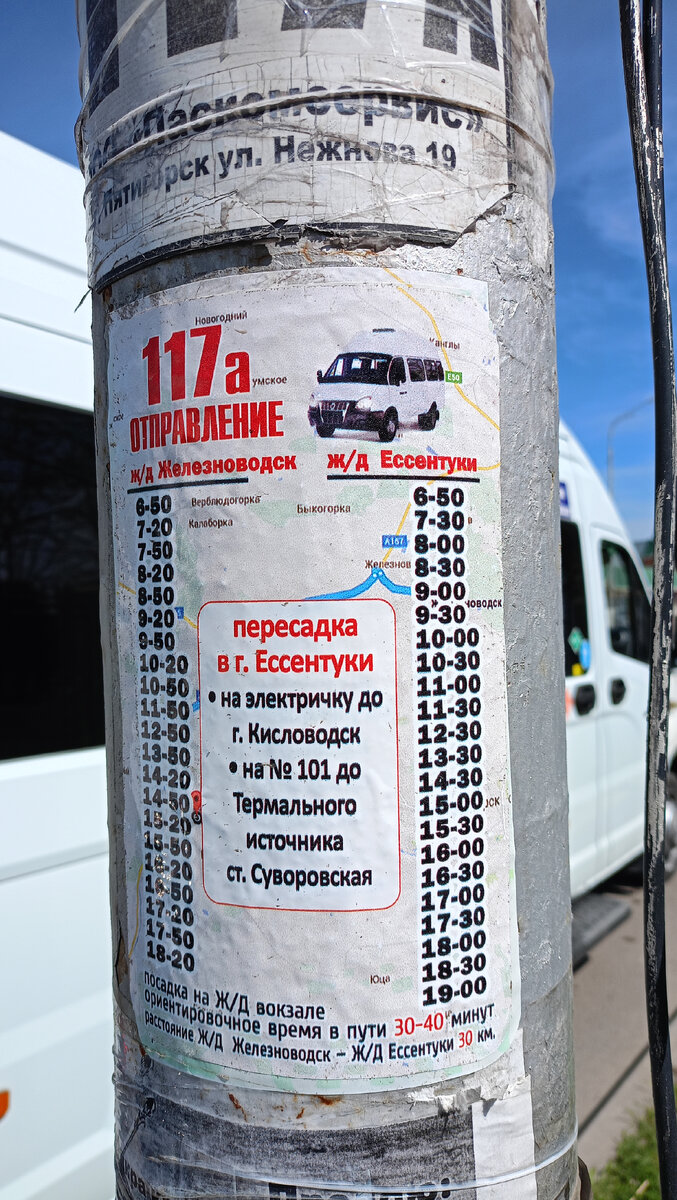 "Паскомсервис"
Пятигорск ул. Нежнова 19
Новогодний
117а
умское
Канглы
E50
ОТПРАВЛЕНИЕ
ж/д Железноводск
ж/д Ессентуки
Верблюдогорка
Калаборка
Быкогорка
A157
Железнов
новодск
6-50
7-20
7-50
8-20
8-50
9-20
9-50
10-20
10-50
11-50
12-50
13-50
14-20
14-50
15-20
15-50
16-20
16-50
17-20
17-50
18-20
пересадка
в г. Ессентуки
• на электричку до
г. Кисловодск
• на № 101 до
Термального
источника
ст. Суворовская
6-50
7-30
8-00
8-30
9-00
9-30
10-00
10-30
11-00
11-30
12-30
13-30
14-30
15-00
15-30
16-00
16-30
17-00
17-30
18-00
18-30
19-00
Юца
посадка на Ж/Д вокзале
ориентировочное время в пути 30-40 минут
расстояние Ж/Д Железноводск – Ж/Д Ессентуки 30 км.